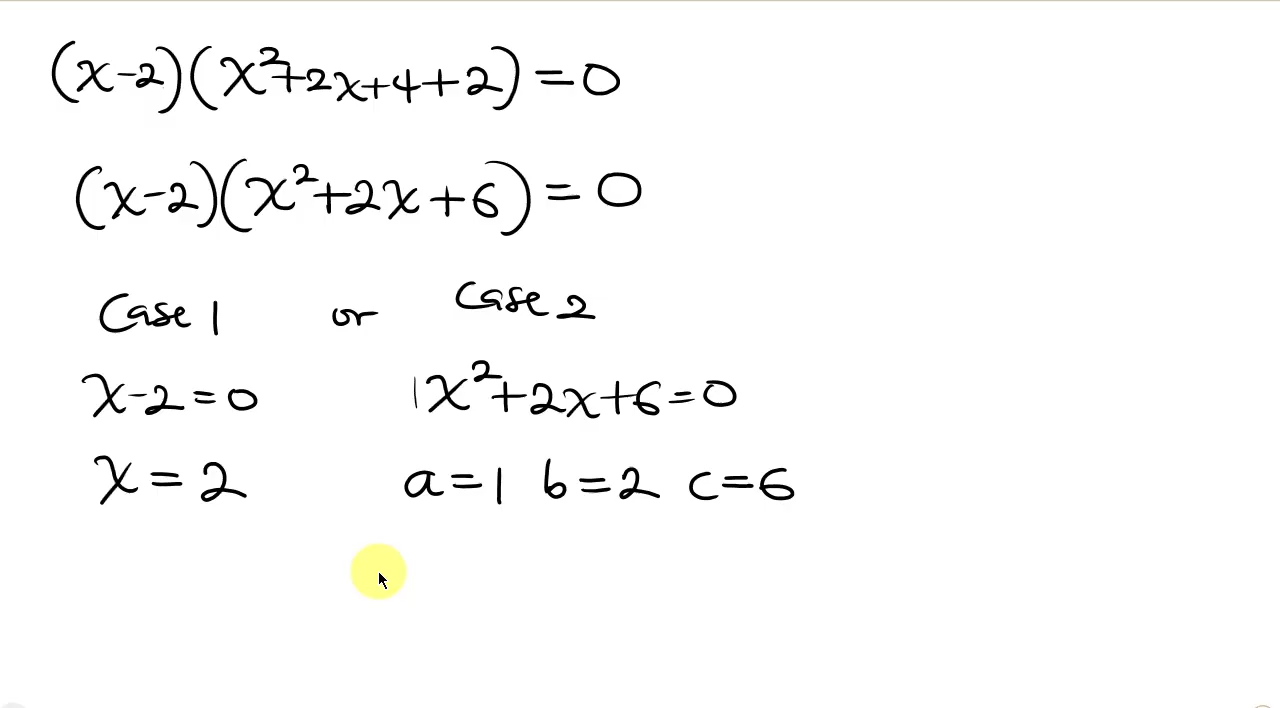 (x-2)(x²+2x+4+2)=0
(x-2)(x²+2x+6)=0
Case 1 or Case 2
x-2=0 1x²+2x+6=0
x=2 a=1 b=2 c=6